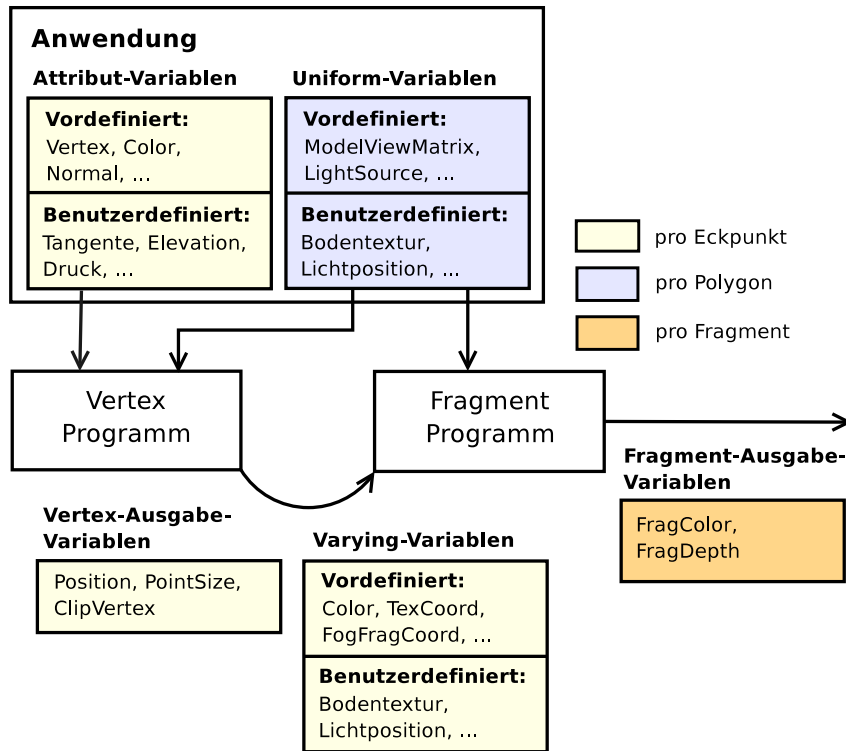 Anwendung
Attribut-Variablen
Vordefiniert:
Vertex, Color,
Normal, ...
Benutzerdefiniert:
Tangente, Elevation,
Druck, ...
Uniform-Variablen
Vordefiniert:
ModelViewMatrix,
LightSource, ...
Benutzerdefiniert:
Bodentextur,
Lichtposition, ...
pro Eckpunkt
pro Polygon
pro Fragment
Vertex
Programm
Fragment
Programm
Vertex-Ausgabe-
Variablen
Position, PointSize,
ClipVertex
Varying-Variablen
Vordefiniert:
Color, TexCoord,
FogFragCoord, ...
Benutzerdefiniert:
Bodentextur,
Lichtposition, ...
Fragment-Ausgabe-
Variablen
FragColor,
FragDepth